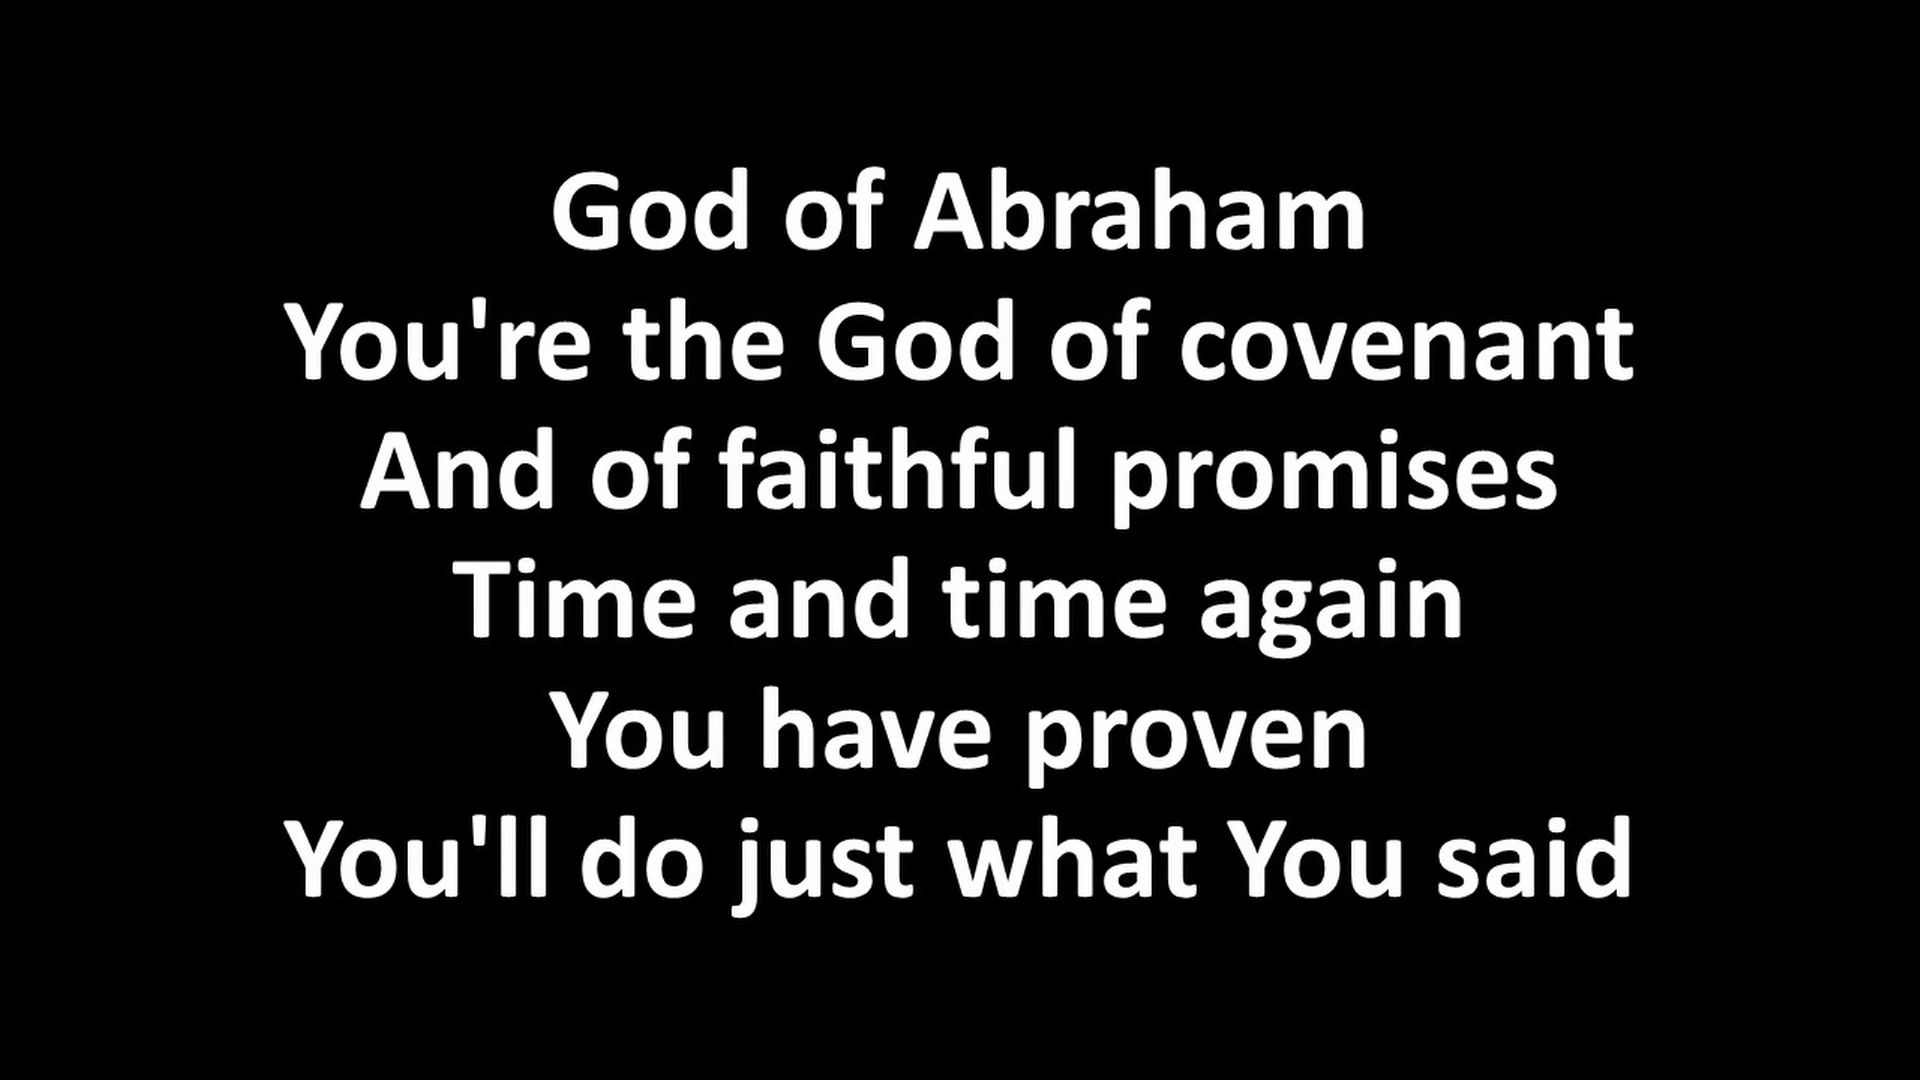 God of Abraham
You're the God of covenant
And of faithful promises
Time and time again
You have proven
You'll do just what You said